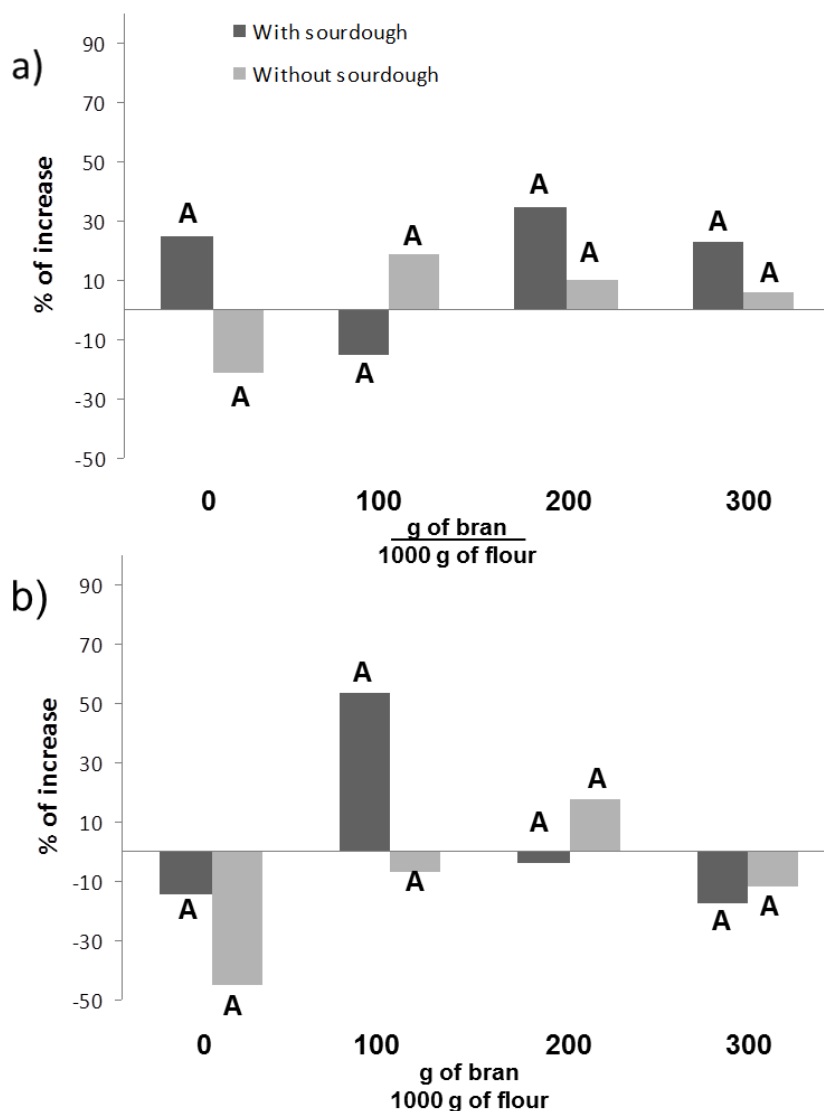 a)
With sourdough
Without sourdough
% of increase
90
70
50
30
10
-10
-30
-50
A
A
A
A
A
A
A
A
0 100 200 300
g of bran
1000 g of flour
b)
% of increase
90
70
50
30
10
-10
-30
-50
A
A
A
A
A
A
A
A
0 100 200 300
g of bran
1000 g of flour